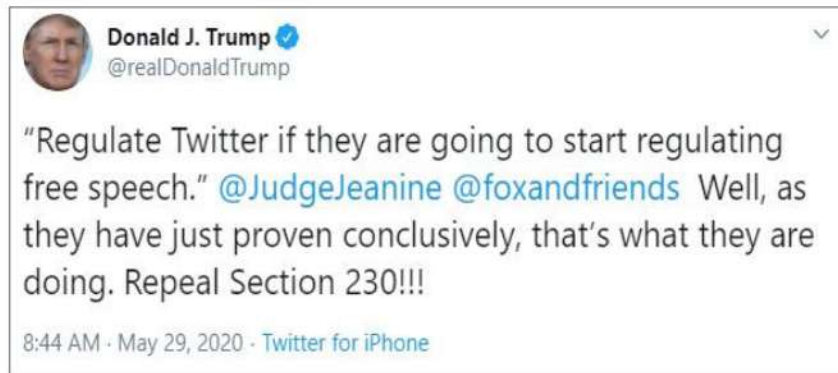 Donald J. Trump
@realDonaldTrump
“Regulate Twitter if they are going to start regulating
free speech.” @JudgeJeanine @foxandfriends Well, as
they have just proven conclusively, that’s what they are
doing. Repeal Section 230!!!
8:44 AM · May 29, 2020 · Twitter for iPhone